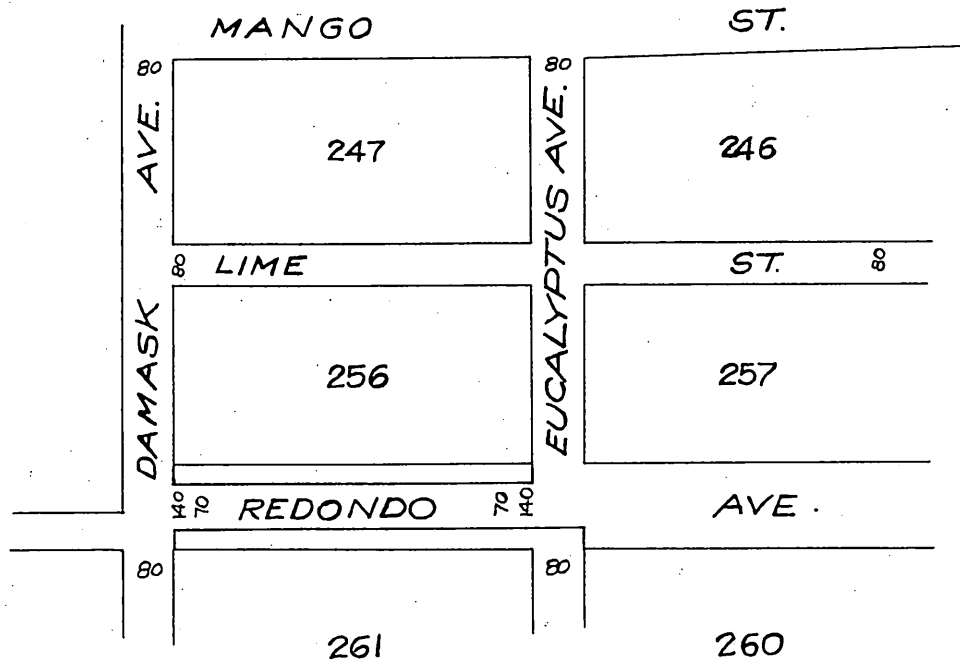 MANGO ST.
80 80
AVE.
247 246
EUCALYPTUS AVE.
80 LIME ST. 80
DAMASK
256 257
140 70 REDONDO 70 140 AVE.
80 80
261 260